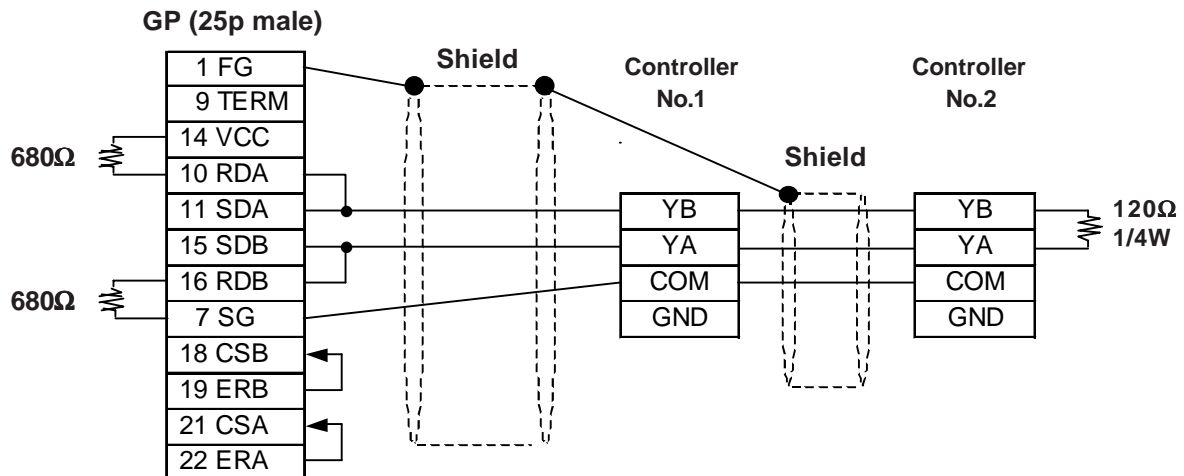 GP (25p male)
1 FG
9 TERM
14 VCC
10 RDA
11 SDA
15 SDB
16 RDB
7 SG
18 CSB
19 ERB
21 CSA
22 ERA
680Ω
680Ω
Shield
Controller
No.1
YB
YA
COM
GND
Shield
Controller
No.2
YB
YA
COM
GND
120Ω
1/4W